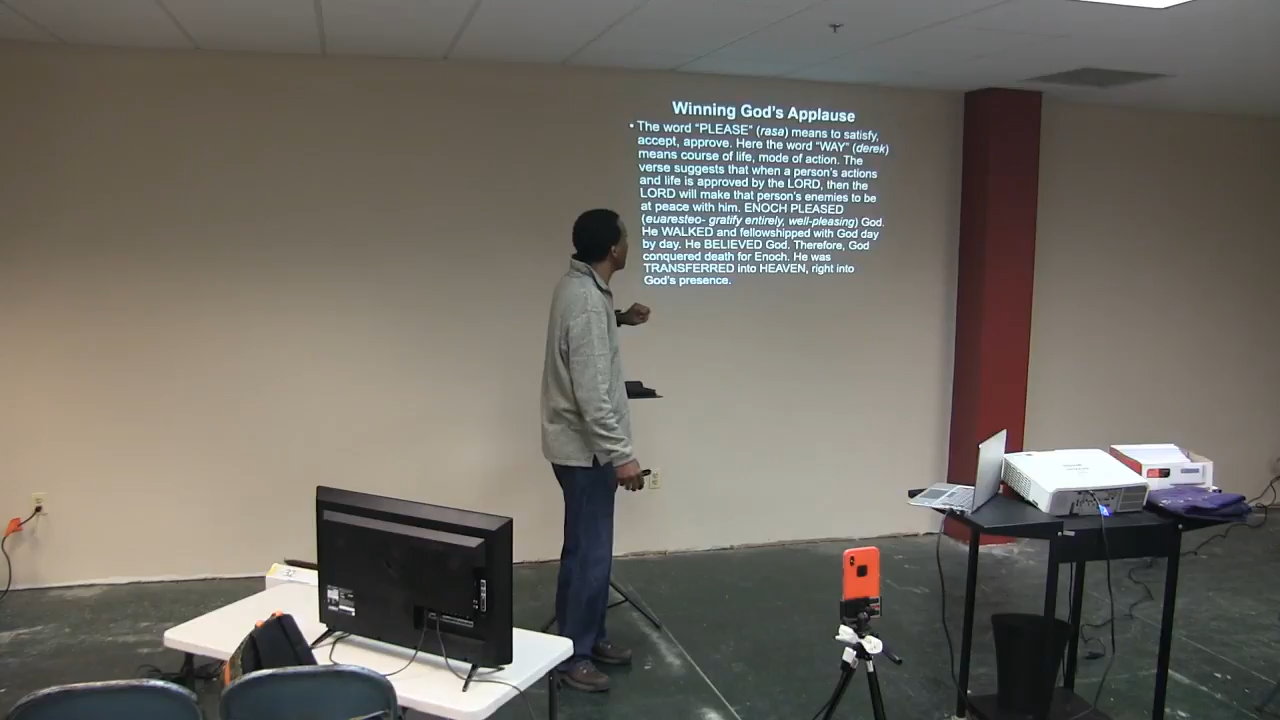 Winning God's Applause
• The word "PLEASE" (rasa) means to satisfy,
accept, approve. Here the word "WAY" (derek)
means course of life, mode of action. The
verse suggests that when a person's actions
and life is approved by the LORD, then the
LORD will make that person's enemies to be
at peace with him. ENOCH PLEASED
(euaresteo- gratify entirely, well-pleasing) God.
He WALKED and fellowshipped with God day
by day. He BELIEVED God. Therefore, God
conquered death for Enoch. He was
TRANSFERRED into HEAVEN, right into
God's presence.
32